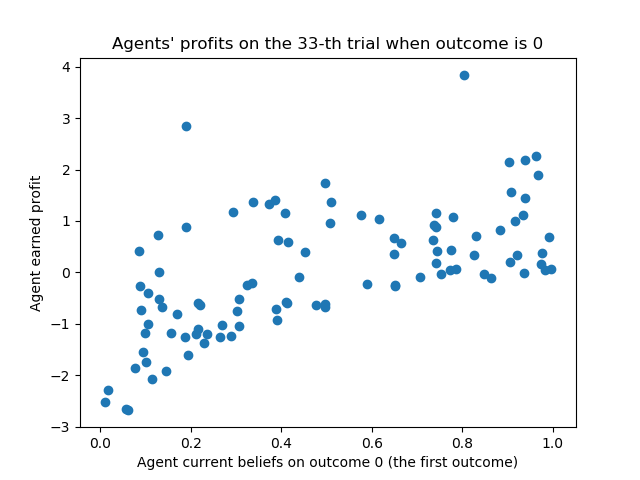 Agents' profits on the 33-th trial when outcome is 0
Agent earned profit
4
3
2
1
0
−1
−2
−3
0.0 0.2 0.4 0.6 0.8 1.0
Agent current beliefs on outcome 0 (the first outcome)